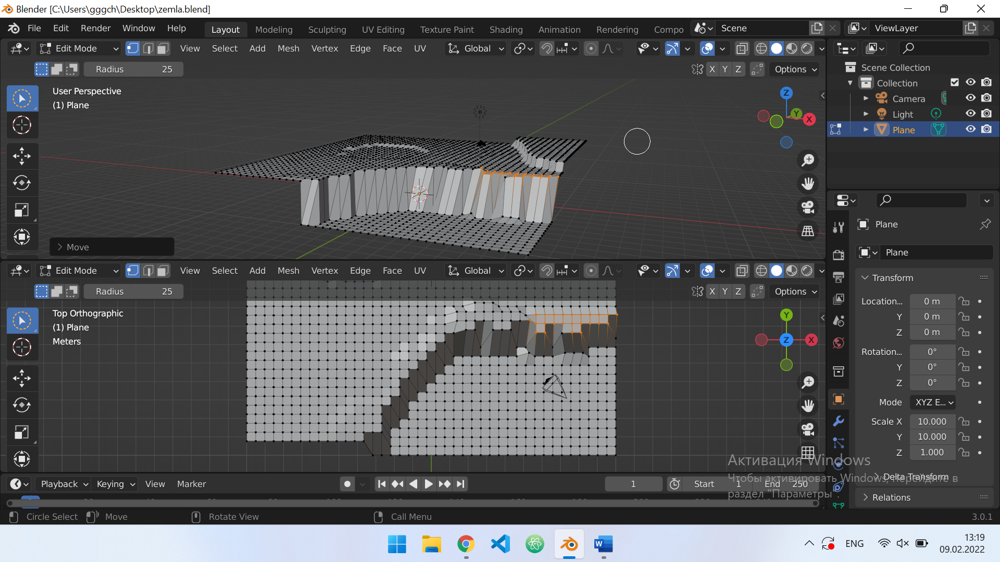 Blender [C:\Users\gggch\Desktop\zemla.blend]
File Edit Render Window Help Layout Modeling Sculpting UV Editing Texture Paint Shading Animation Rendering Compo Scene ViewLayer
Edit Mode View Select Add Mesh Vertex Edge Face UV Global
Radius 25 X Y Z Options
Scene Collection
Collection
Camera
Light
Plane
User Perspective
(1) Plane
Z
Y
X
Move
Edit Mode View Select Add Mesh Vertex Edge Face UV Global
Radius 25 X Y Z Options
Top Orthographic
(1) Plane
Meters
Y
Z X
Plane
Plane
Transform
Location... 0 m
Y 0 m
Z 0 m
Rotation... 0°
Y 0°
Z 0°
Mode XYZ E...
Scale X 10.000
Y 10.000
Z 1.000
Delta Transform
Relations
Активация Windows
Чтобы активировать Windows, перейдите в
раздел "Параметры".
Playback Keying View Marker 1 Start 1 End 250
Circle Select Move Rotate View Call Menu 3.0.1
ENG 13:19
09.02.2022